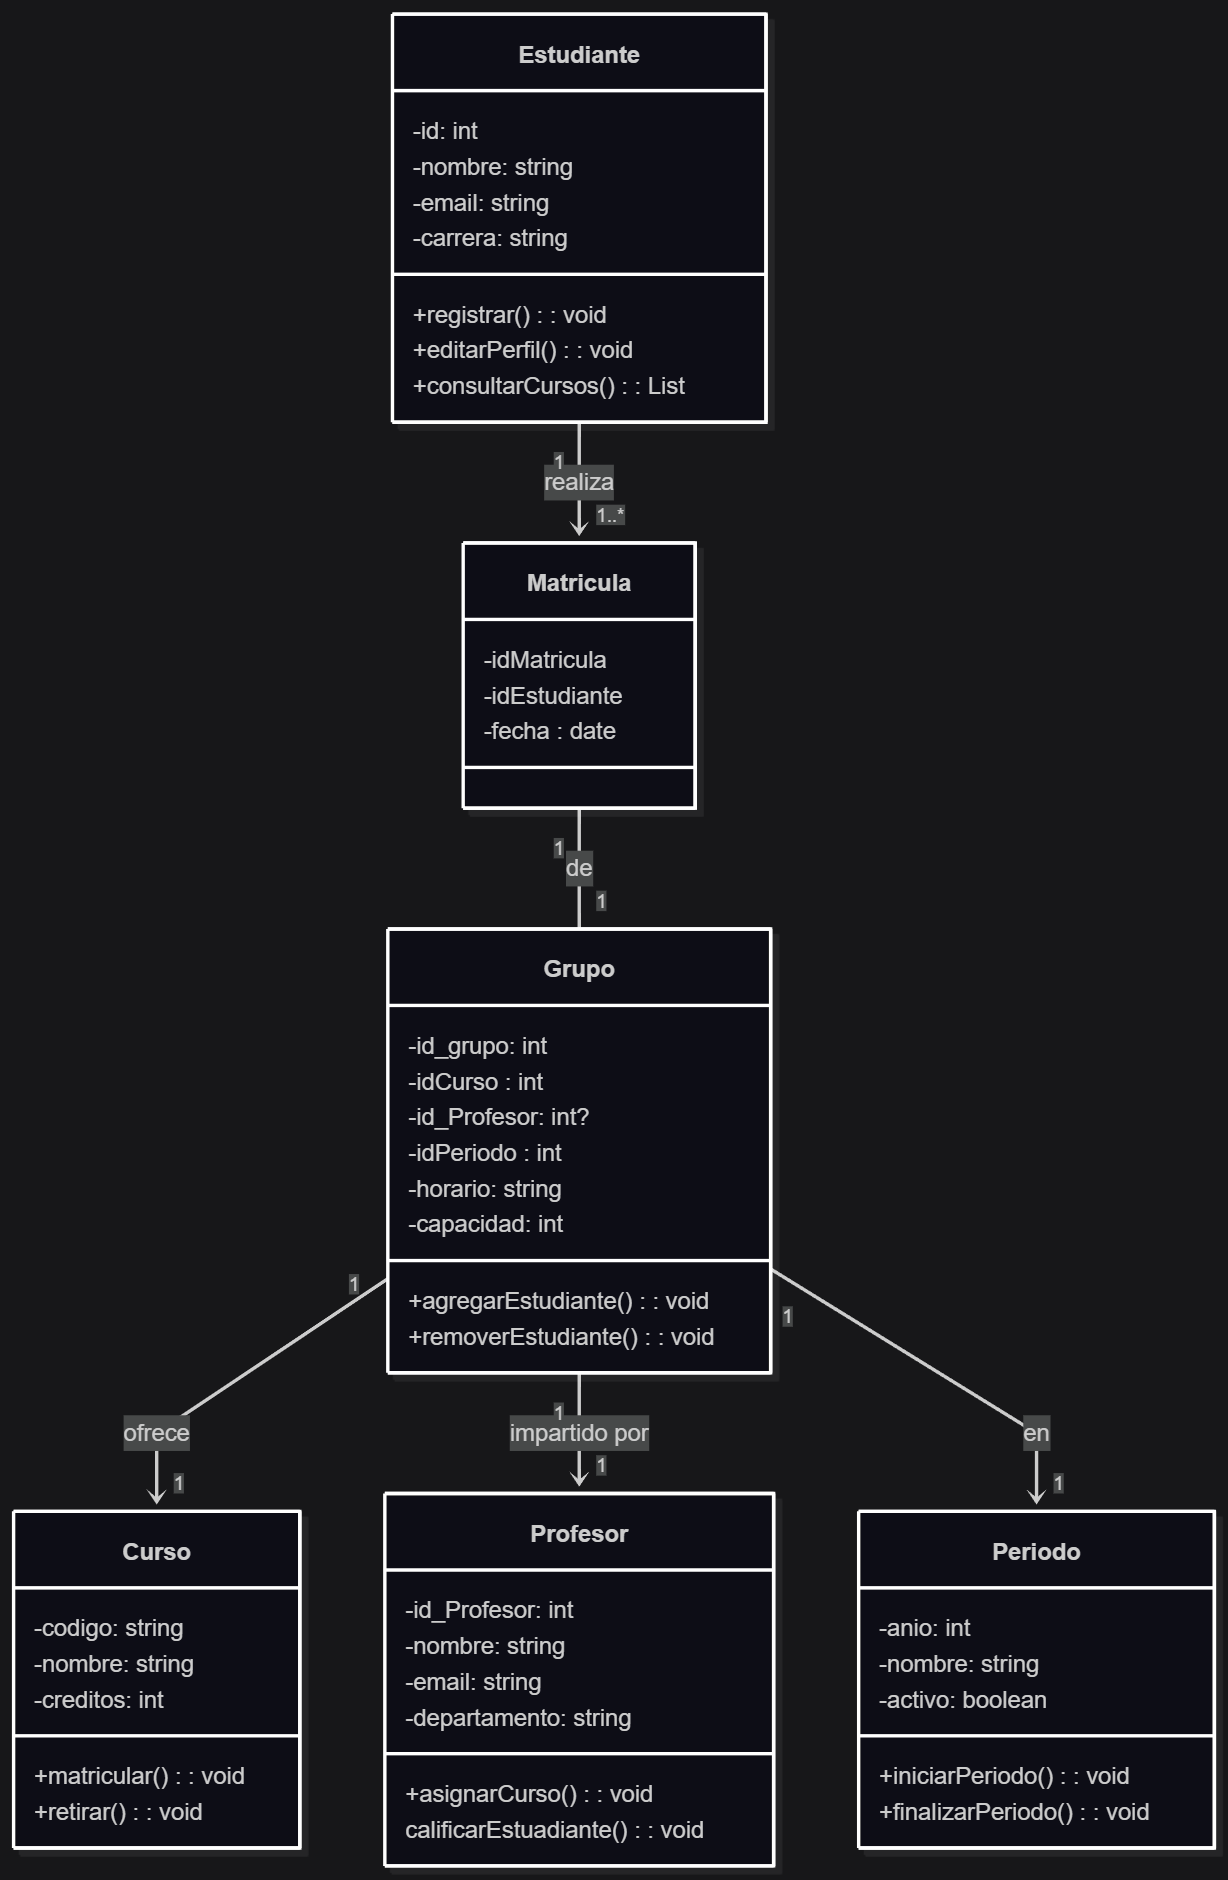 Estudiante
-id: int
-nombre: string
-email: string
-carrera: string
+registrar() : : void
+editarPerfil() : : void
+consultarCursos() : : List
1
realiza
1..*
Matricula
-idMatricula
-idEstudiante
-fecha : date
1
de
1
Grupo
-id_grupo: int
-idCurso : int
-id_Profesor: int?
-idPeriodo : int
-horario: string
-capacidad: int
+agregarEstudiante() : : void
+removerEstudiante() : : void
1
ofrece
1
1
impartido por
1
1
en
1
Curso
-codigo: string
-nombre: string
-creditos: int
+matricular() : : void
+retirar() : : void
Profesor
-id_Profesor: int
-nombre: string
-email: string
-departamento: string
+asignarCurso() : : void
calificarEstuadiante() : : void
Periodo
-anio: int
-nombre: string
-activo: boolean
+iniciarPeriodo() : : void
+finalizarPeriodo() : : void